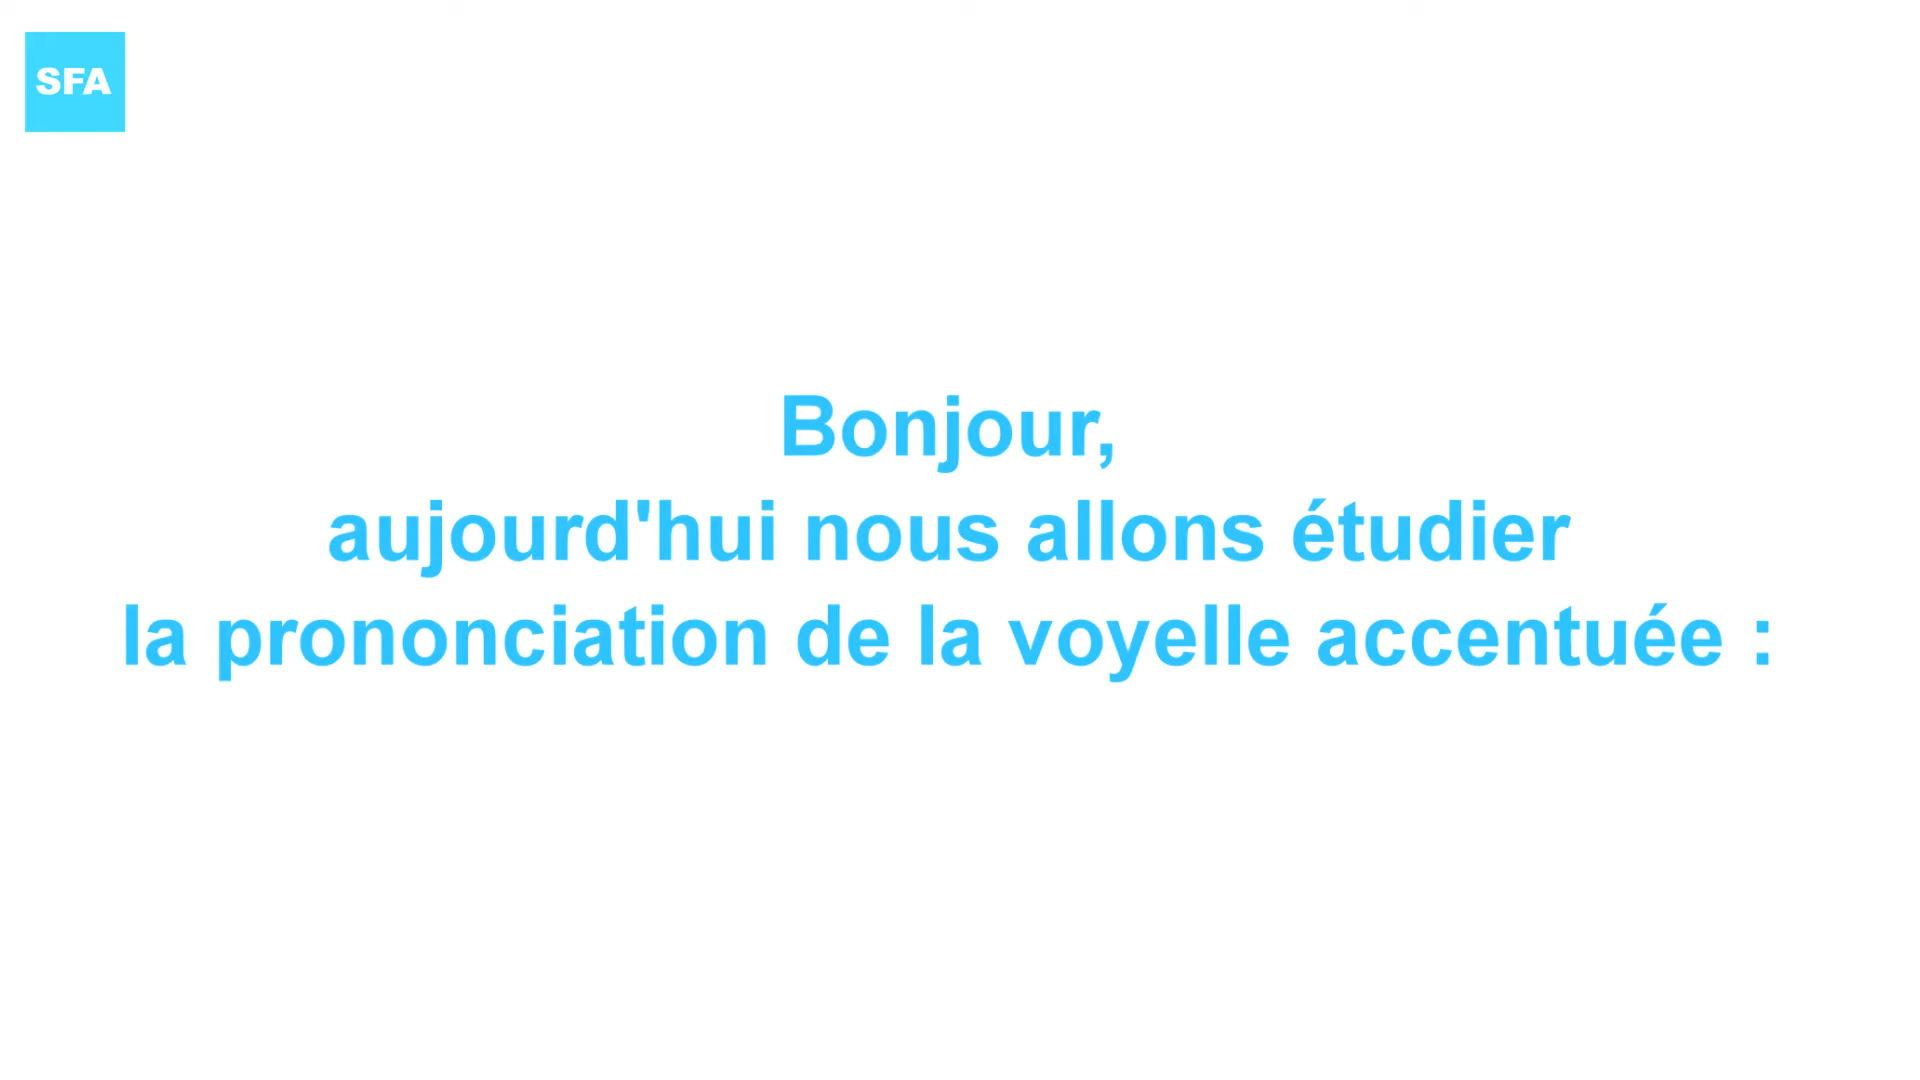 SFA
Bonjour,
aujourd'hui nous allons étudier
la prononciation de la voyelle accentuée :